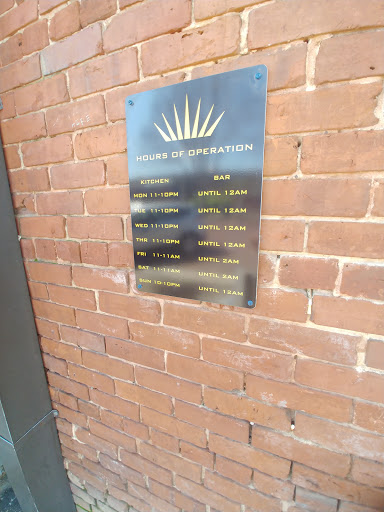 HOURS OF OPERATION
KITCHEN BAR
MON 11-10PM UNTIL 12AM
TUE 11-10PM UNTIL 12AM
WED 11-10PM UNTIL 12AM
THR 11-10PM UNTIL 12AM
FRI 11-11AM UNTIL 2AM
SAT 11-11AM UNTIL 2AM
SUN 10-10PM UNTIL 12AM